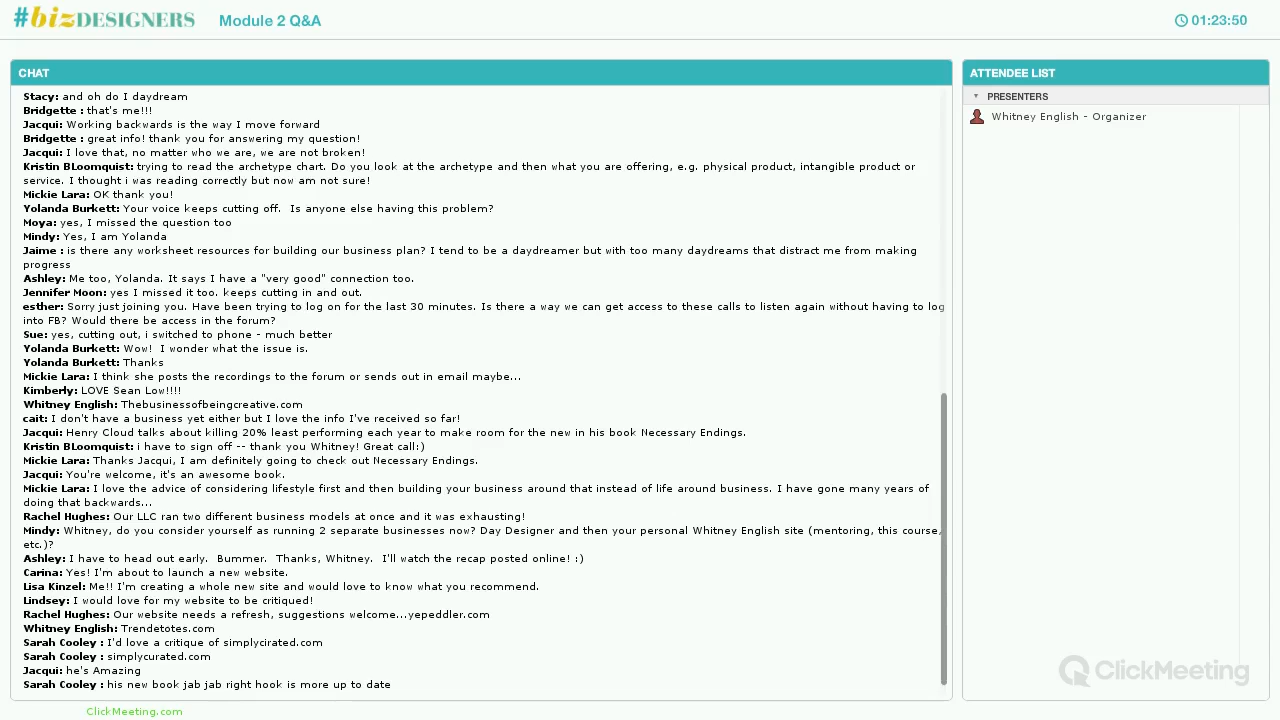 #bizDESIGNERS Module 2 Q&A 01:23:50
CHAT
Stacy: and oh do I daydream
Bridgette : that's me!!!
Jacqui: Working backwards is the way I move forward
Bridgette : great info! thank you for answering my question!
Jacqui: I love that, no matter who we are, we are not broken!
Kristin BLoomquist: trying to read the archetype chart. Do you look at the archetype and then what you are offering, e.g. physical product, intangible product or
service. I thought i was reading correctly but now am not sure!
Mickie Lara: OK thank you!
Yolanda Burkett: Your voice keeps cutting off.  Is anyone else having this problem?
Moya: yes, I missed the question too
Mindy: Yes, I am Yolanda
Jaime : is there any worksheet resources for building our business plan? I tend to be a daydreamer but with too many daydreams that distract me from making
progress
Ashley: Me too, Yolanda. It says I have a "very good" connection too.
Jennifer Moon: yes I missed it too. keeps cutting in and out.
esther: Sorry just joining you. Have been trying to log on for the last 30 minutes. Is there a way we can get access to these calls to listen again without having to log
into FB? Would there be access in the forum?
Sue: yes, cutting out, i switched to phone - much better
Yolanda Burkett: Wow!  I wonder what the issue is.
Yolanda Burkett: Thanks
Mickie Lara: I think she posts the recordings to the forum or sends out in email maybe...
Kimberly: LOVE Sean Low!!!!
Whitney English: Thebusinessofbeingcreative.com
cait: I don't have a business yet either but I love the info I've received so far!
Jacqui: Henry Cloud talks about killing 20% least performing each year to make room for the new in his book Necessary Endings.
Kristin BLoomquist: i have to sign off -- thank you Whitney! Great call:)
Mickie Lara: Thanks Jacqui, I am definitely going to check out Necessary Endings.
Jacqui: You're welcome, it's an awesome book.
Mickie Lara: I love the advice of considering lifestyle first and then building your business around that instead of life around business. I have gone many years of
doing that backwards...
Rachel Hughes: Our LLC ran two different business models at once and it was exhausting!
Mindy: Whitney, do you consider yourself as running 2 separate businesses now? Day Designer and then your personal Whitney English site (mentoring, this course,
etc.)?
Ashley: I have to head out early.  Bummer.  Thanks, Whitney.  I'll watch the recap posted online! :)
Carina: Yes! I'm about to launch a new website.
Lisa Kinzel: Me!! I'm creating a whole new site and would love to know what you recommend.
Lindsey: I would love for my website to be critiqued!
Rachel Hughes: Our website needs a refresh, suggestions welcome...yepeddler.com
Whitney English: Trendetotes.com
Sarah Cooley : I'd love a critique of simplycirated.com
Sarah Cooley : simplycurated.com
Jacqui: he's Amazing
Sarah Cooley : his new book jab jab right hook is more up to date
ATTENDEE LIST
PRESENTERS
Whitney English - Organizer
ClickMeeting
ClickMeeting.com